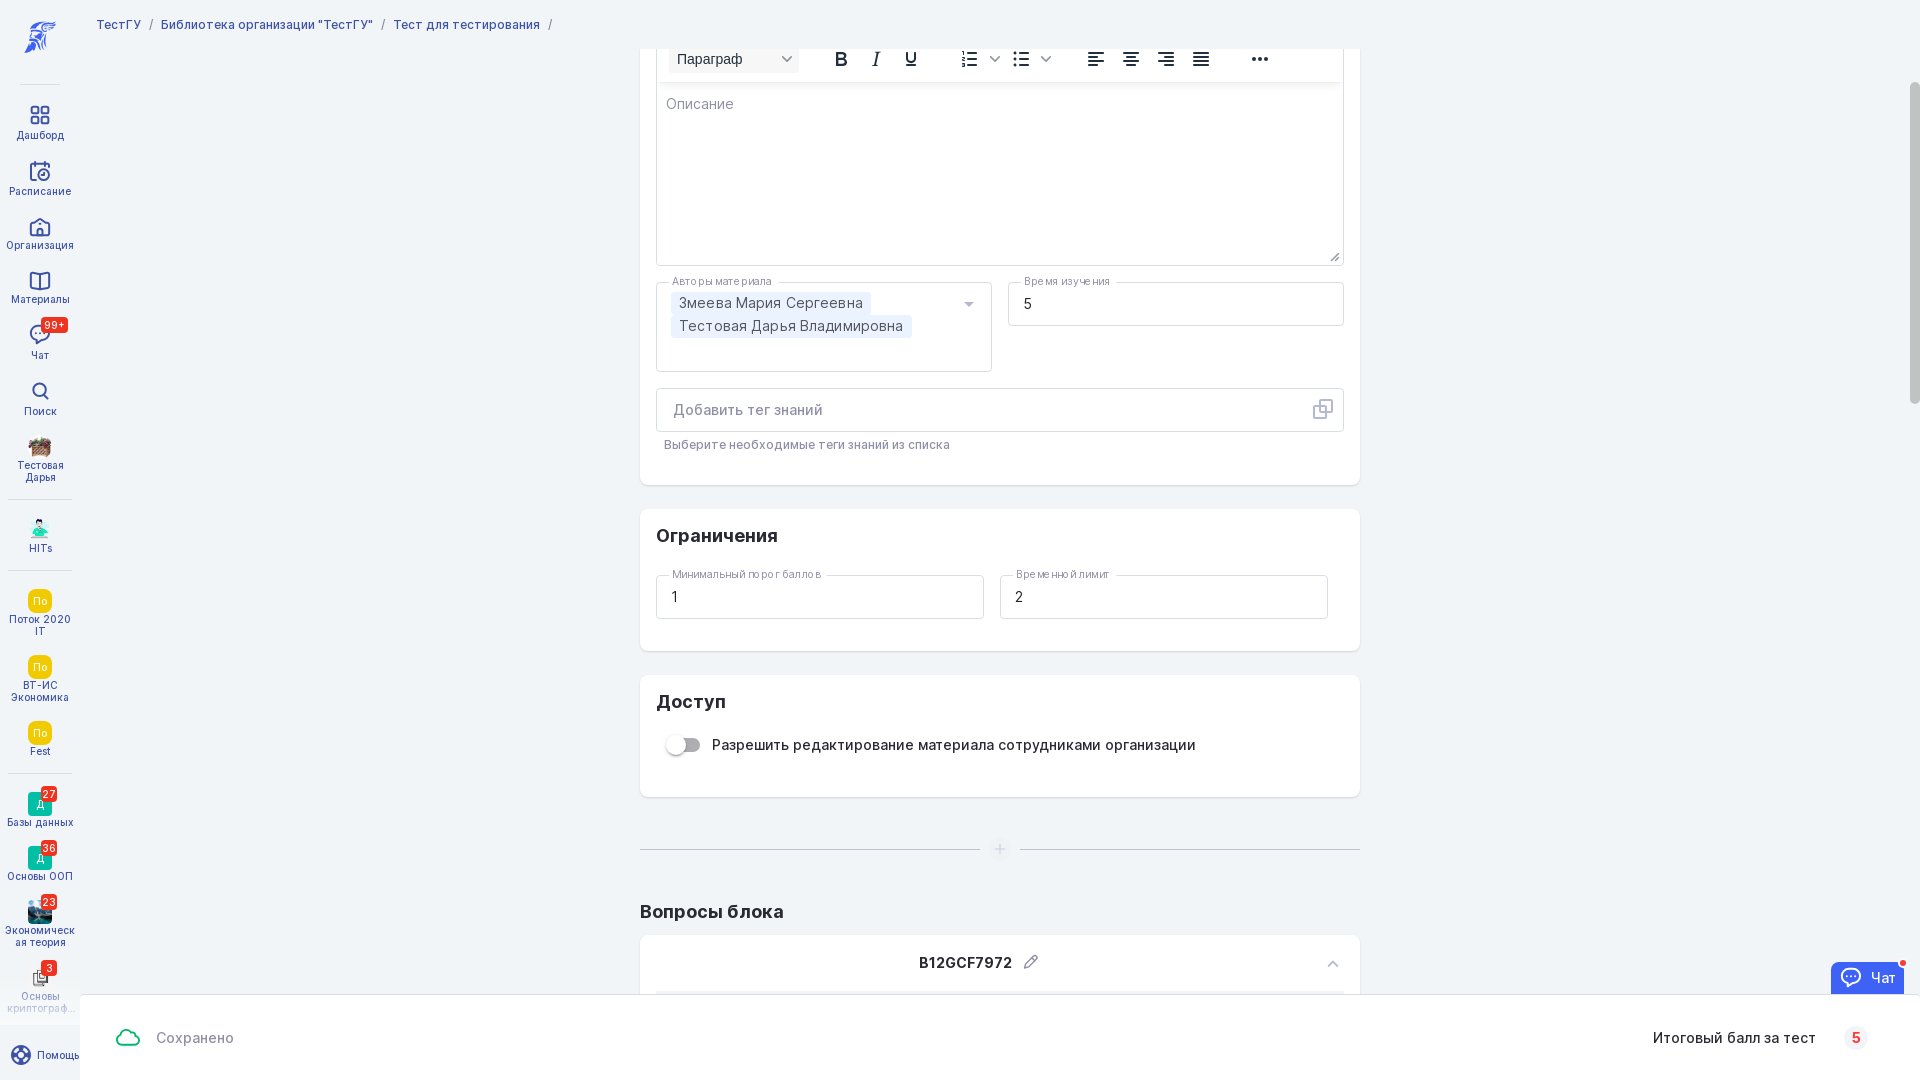 ТестГУ / Библиотека организации "ТестГУ" / Тест для тестирования /
Дашборд
Расписание
Организация
Материалы
99+
Чат
Поиск
Тестовая
Дарья
HITs
По
Поток 2020
IT
По
ВТ-ИС
Экономика
По
Fest
27
Д
Базы данных
36
Д
Основы ООП
23
Экономическ
ая теория
3
Основы
криптограф...
Помощь
Параграф
Описание
Авторы материала
Змеева Мария Сергеевна
Тестовая Дарья Владимировна
Время изучения
5
Добавить тег знаний
Выберите необходимые теги знаний из списка
Ограничения
Минимальный порог баллов
1
Временной лимит
2
Доступ
Разрешить редактирование материала сотрудниками организации
Вопросы блока
B12GCF7972
Чат
Сохранено
Итоговый балл за тест 5